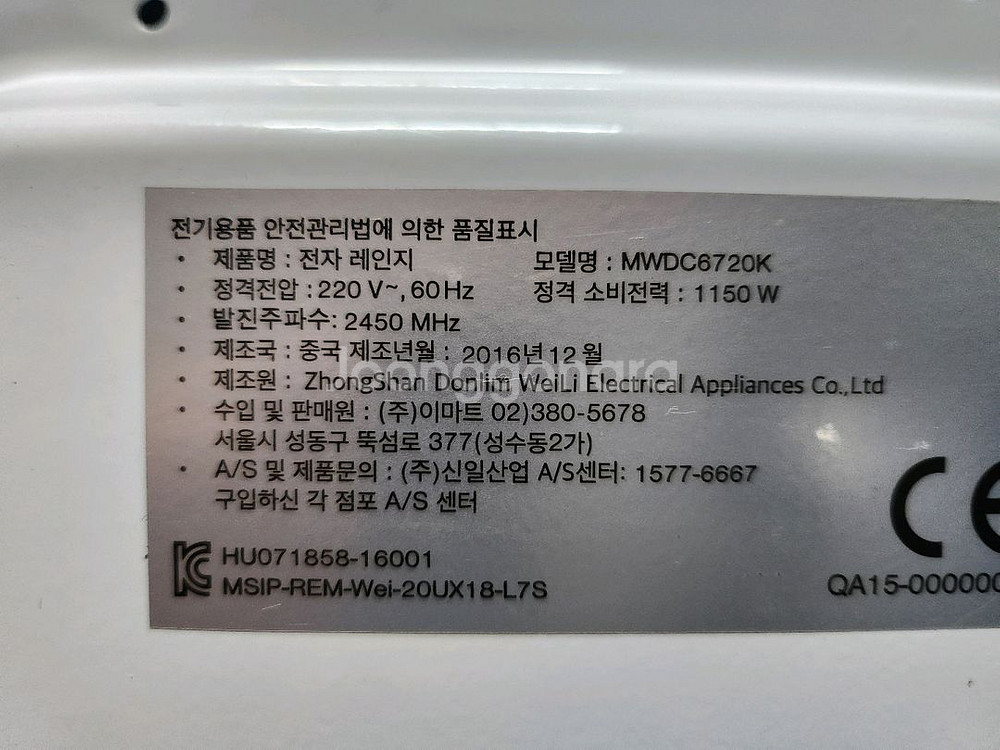 전기용품 안전관리법에 의한 품질표시
• 제품명 : 전자 레인지 모델명 : MWDC6720K
• 정격전압 : 220 V~, 60Hz 정격 소비전력 : 1150 W
• 발진주파수: 2450 MHz
• 제조국 : 중국 제조년월 : 2016년 12 월
Joonggonara
• 제조원 : ZhongShan Donlim WeiLi Electrical Appliances Co.,Ltd
• 수입 및 판매원 : (주)이마트 02)380-5678
서울시 성동구 뚝섬로 377(성수동2가)
• A/S 및 제품문의 : (주)신일산업 A/S센터: 1577-6667
구입하신 각 점포 A/S 센터
CE
KC HU071858-16001
MSIP-REM-Wei-20UX18-L7S
QA15-000000